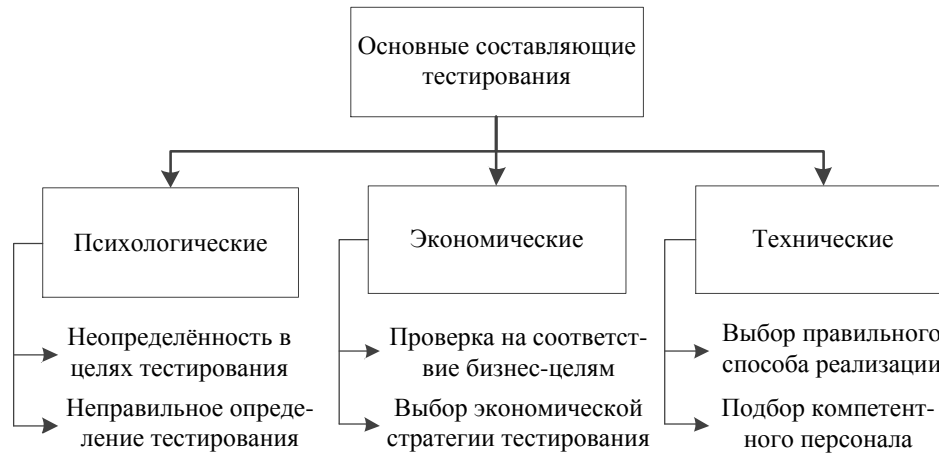 Основные составляющие
тестирования
Психологические
Экономические
Технические
Неопределённость в
целях тестирования
Неправильное опреде-
ление тестирования
Проверка на соответст-
вие бизнес-целям
Выбор экономической
стратегии тестирования
Выбор правильного
способа реализации
Подбор компетент-
ного персонала